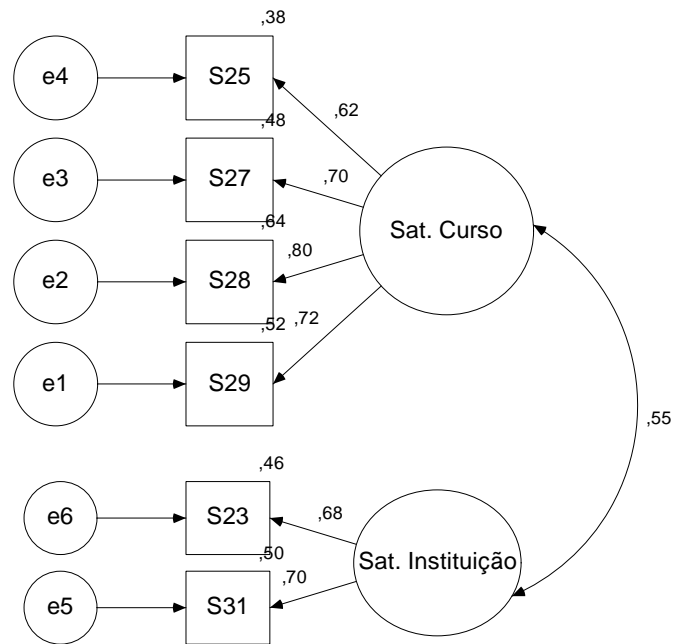 ,38
e4
S25
,62
,48
e3
S27
,70
,64
Sat. Curso
e2
S28
,80
,52
,72
e1
S29
,55
,46
e6
S23
,68
,50
Sat. Instituição
e5
S31
,70